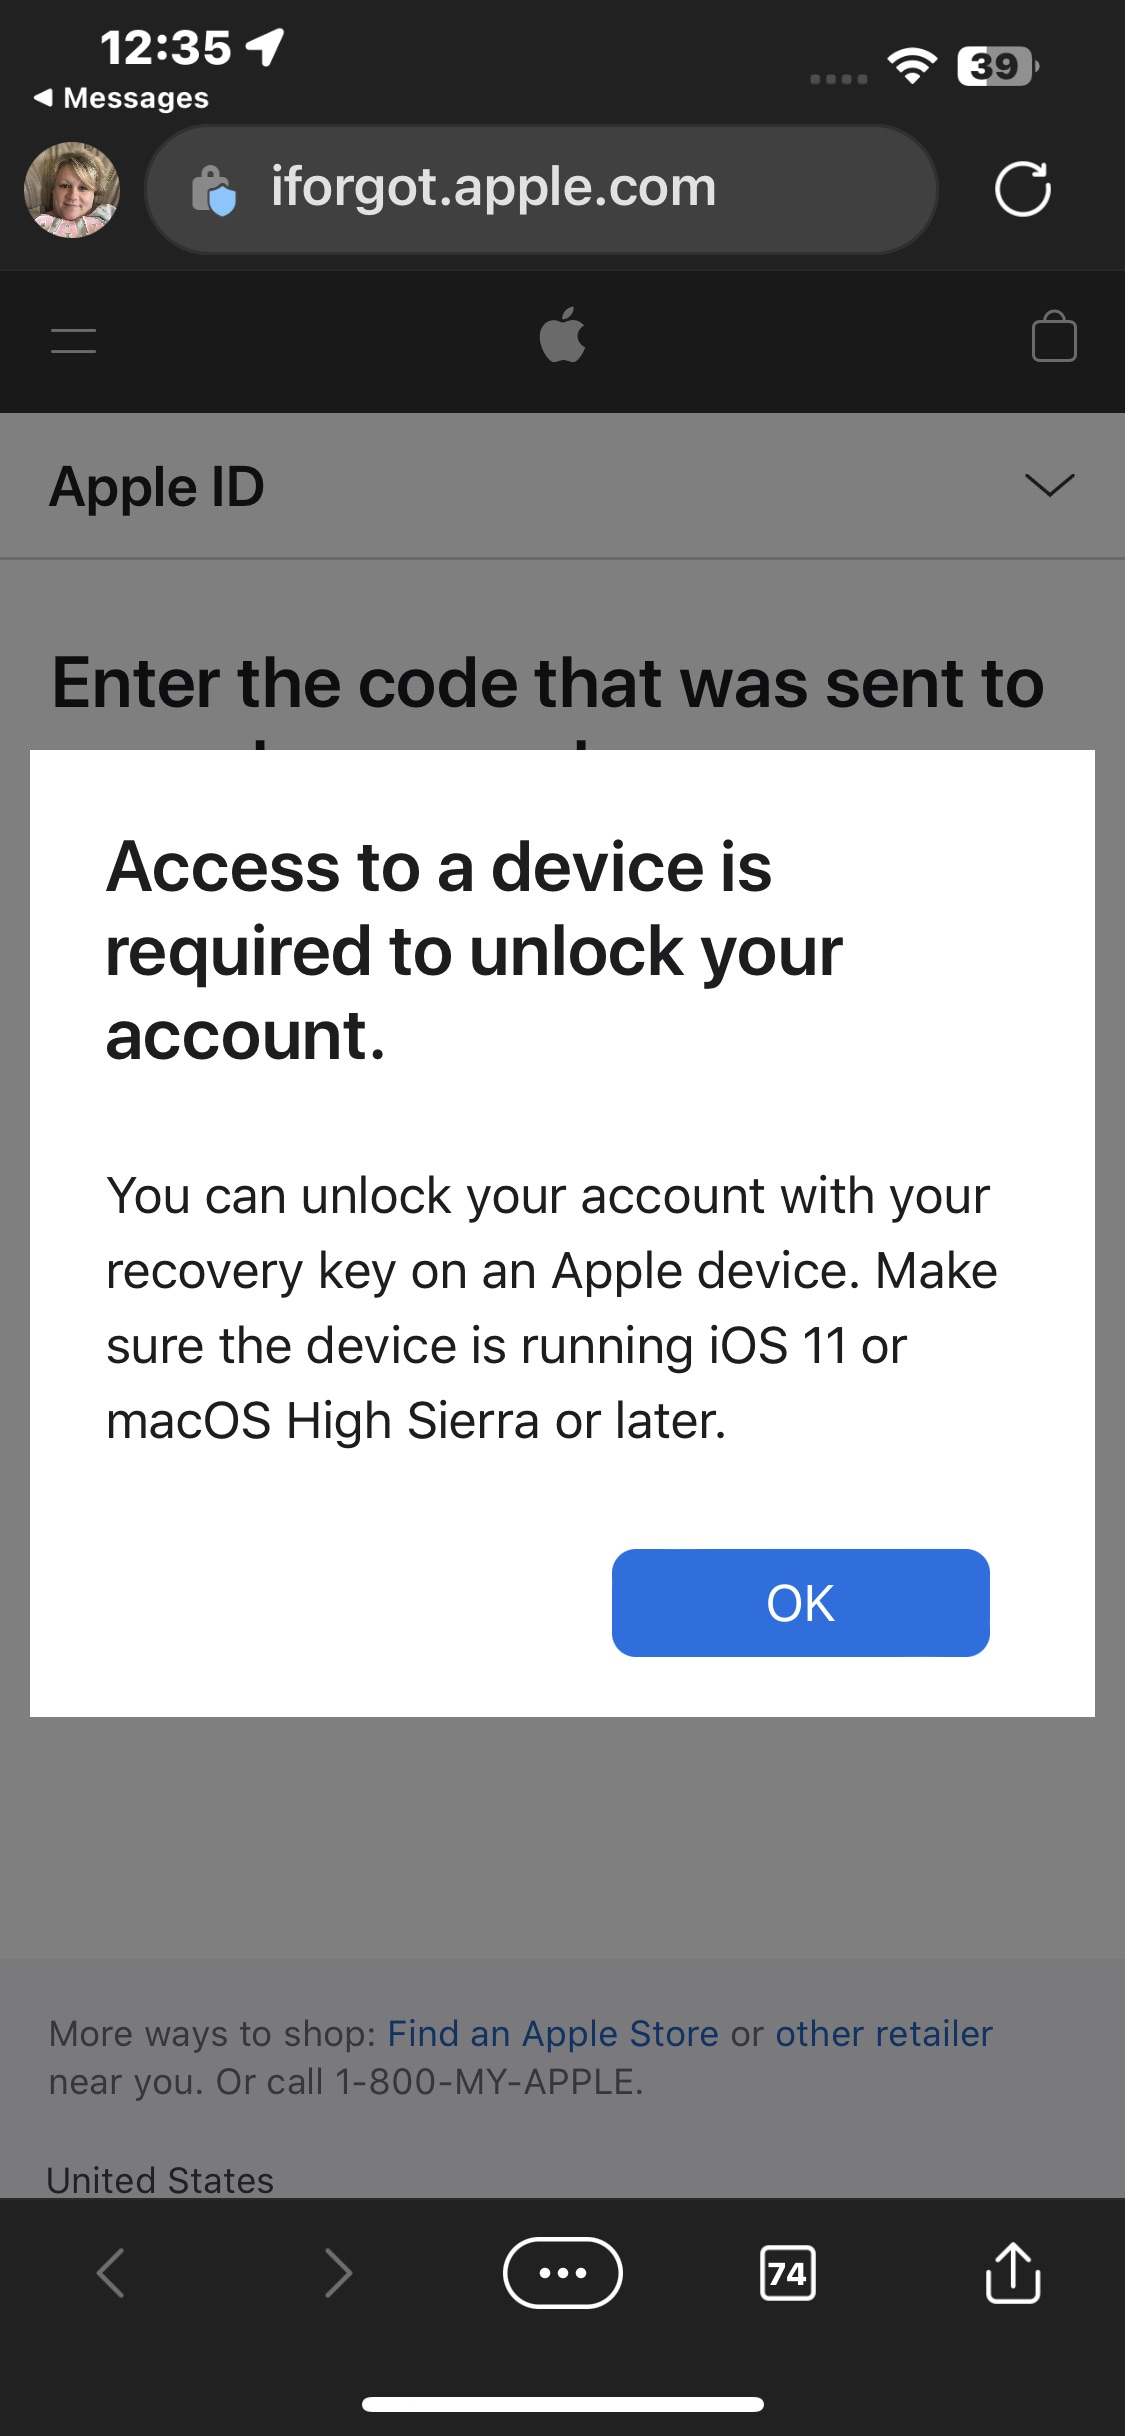 12:35
Messages
39
iforgot.apple.com
Apple ID
Enter the code that was sent to
Access to a device is
required to unlock your
account.
You can unlock your account with your
recovery key on an Apple device. Make
sure the device is running iOS 11 or
macOS High Sierra or later.
OK
More ways to shop: Find an Apple Store or other retailer
near you. Or call 1-800-MY-APPLE.
United States
74